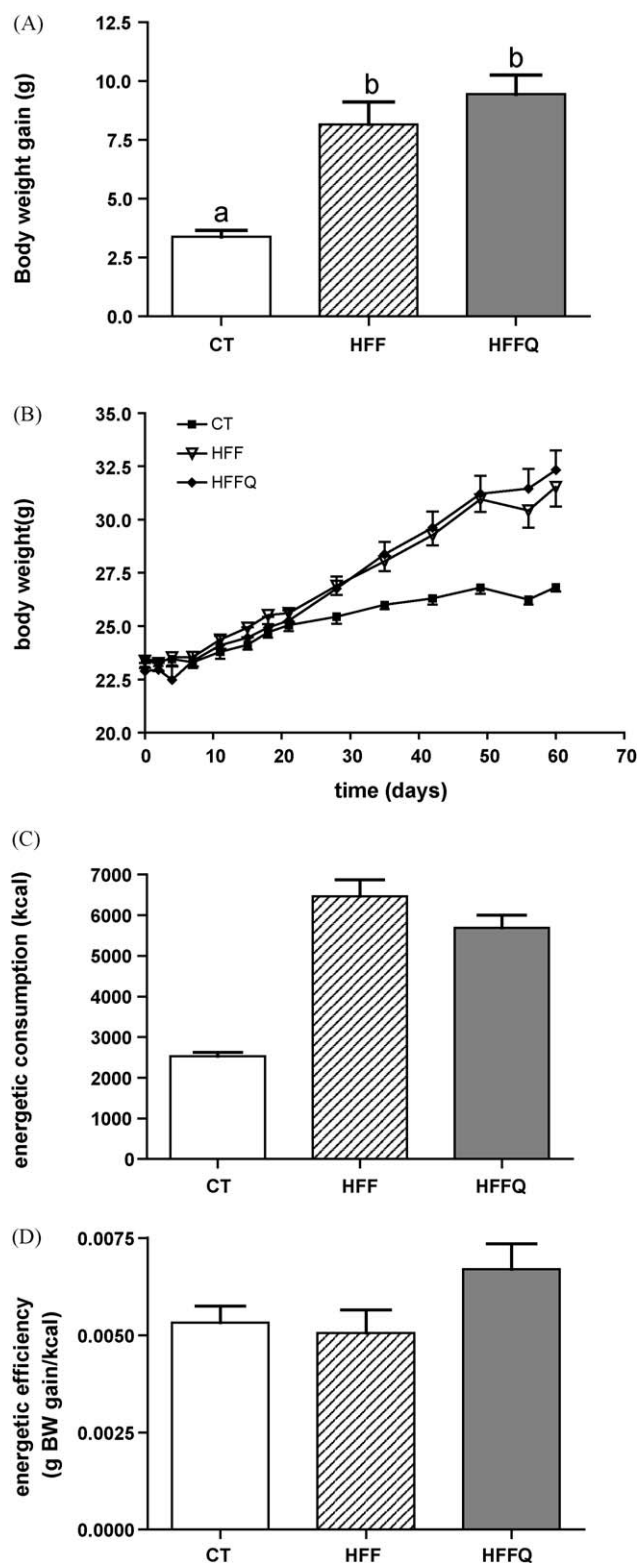 (A)
Body weight gain (g)
12.5
10.0
7.5
5.0
2.5
0.0
a
b
b
CT
HFF
HFFQ
(B)
body weight(g)
35.0
32.5
30.0
27.5
25.0
22.5
20.0
CT
HFF
HFFQ
0
10
20
30
40
50
60
70
time (days)
(C)
energetic consumption (kcal)
7000
6000
5000
4000
3000
2000
1000
0
CT
HFF
HFFQ
(D)
energetic efficiency
(g BW gain/kcal)
0.0075
0.0050
0.0025
0.0000
CT
HFF
HFFQ